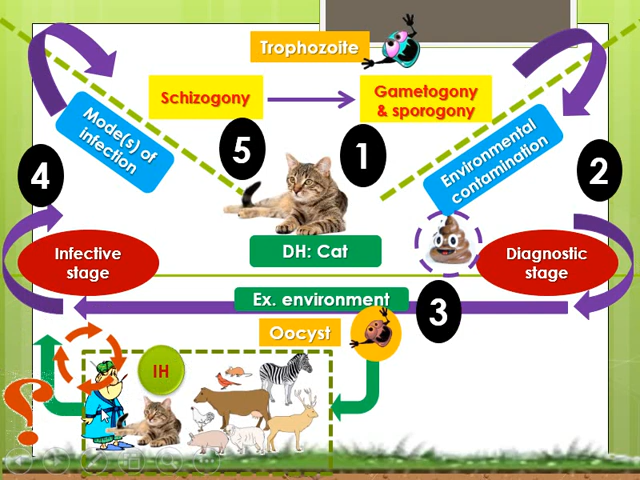 Trophozoite
Schizogony
Gametogony
& sporogony
Mode(s) of
infection
Environmental
contamination
5
1
4
2
DH: Cat
Infective
stage
Diagnostic
stage
Ex. environment
3
Oocyst
IH
?